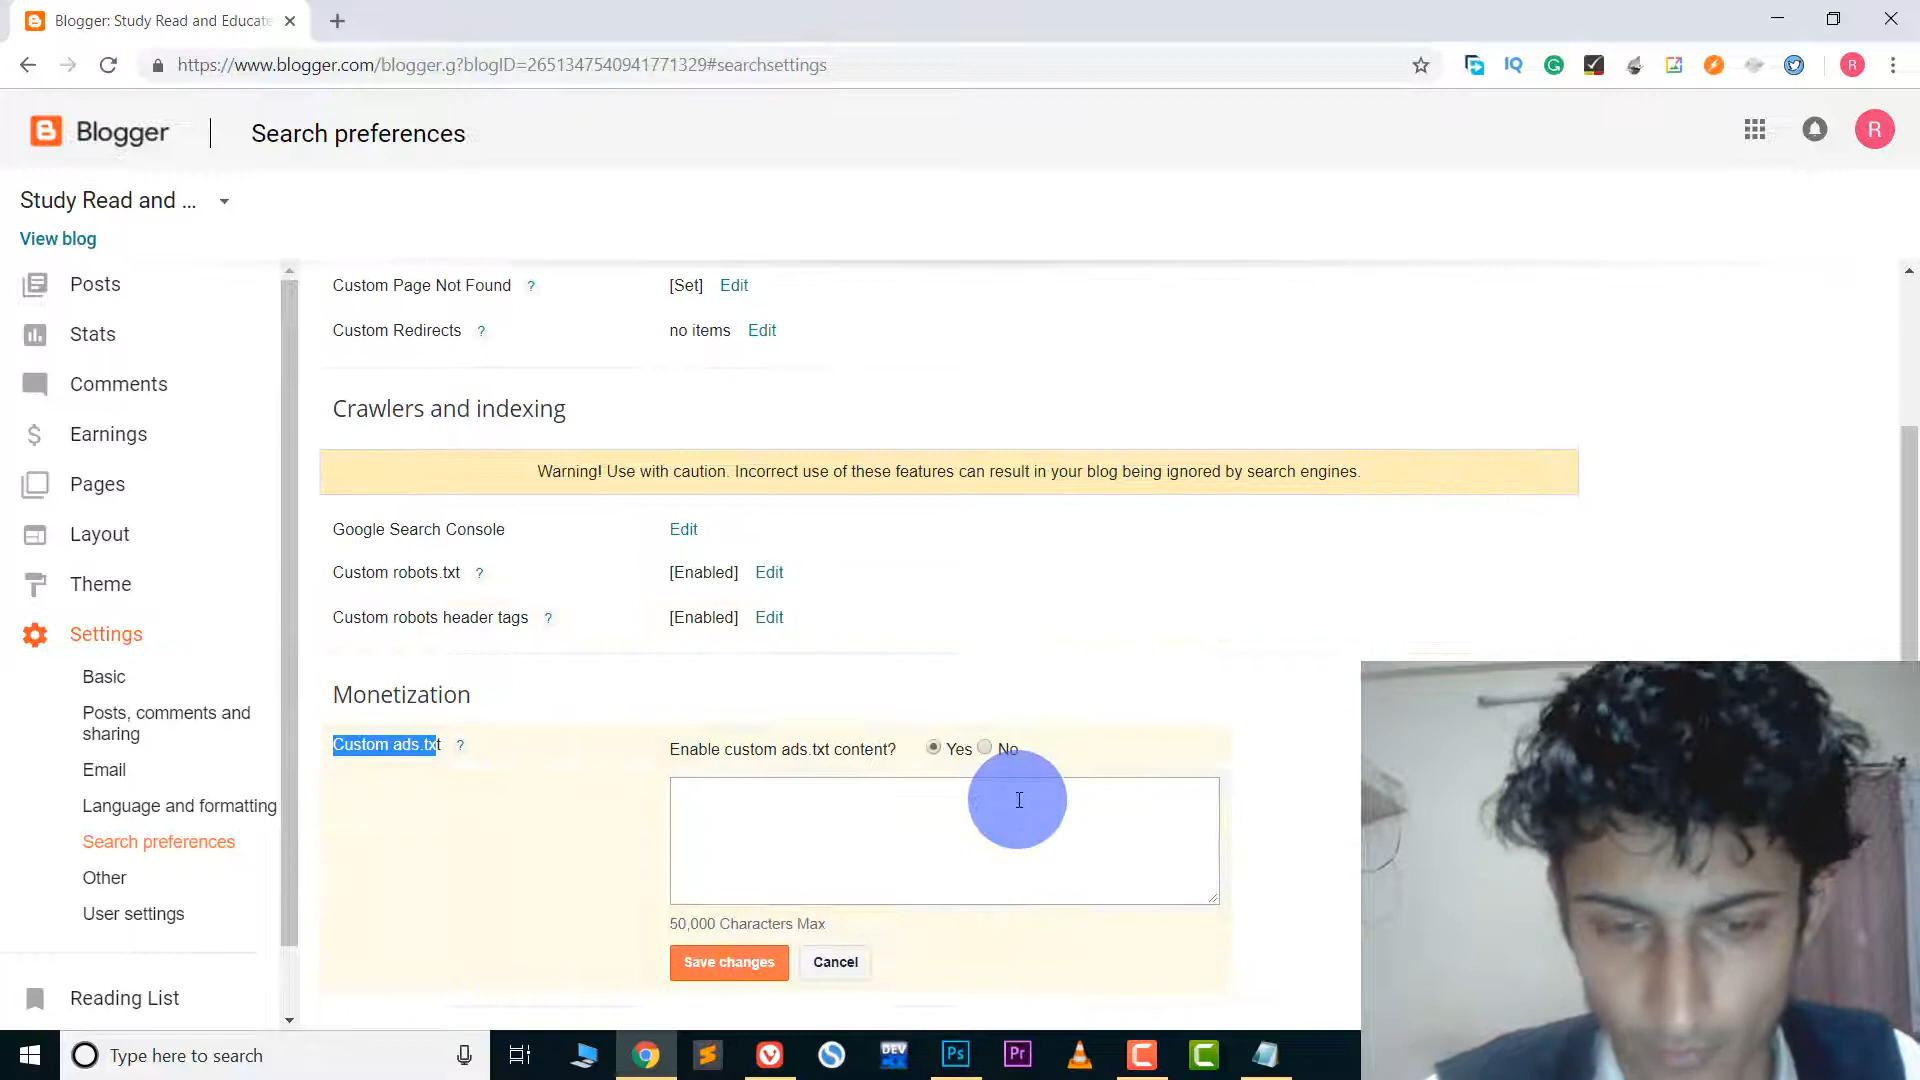 Blogger: Study Read and Educate
https://www.blogger.com/blogger.g?blogID=2651347540941771329#searchsettings
IQ
R
Blogger
Search preferences
R
Study Read and ...
View blog
Posts
Stats
Comments
Earnings
Pages
Layout
Theme
Settings
Basic
Posts, comments and
sharing
Email
Language and formatting
Search preferences
Other
User settings
Reading List
Custom Page Not Found ? [Set] Edit
Custom Redirects ? no items Edit
Crawlers and indexing
Warning! Use with caution. Incorrect use of these features can result in your blog being ignored by search engines.
Google Search Console Edit
Custom robots.txt ? [Enabled] Edit
Custom robots header tags ? [Enabled] Edit
Monetization
Custom ads.txt ? Enable custom ads.txt content? Yes No
50,000 Characters Max
Save changes Cancel
Type here to search
DEV
Ps
Pr